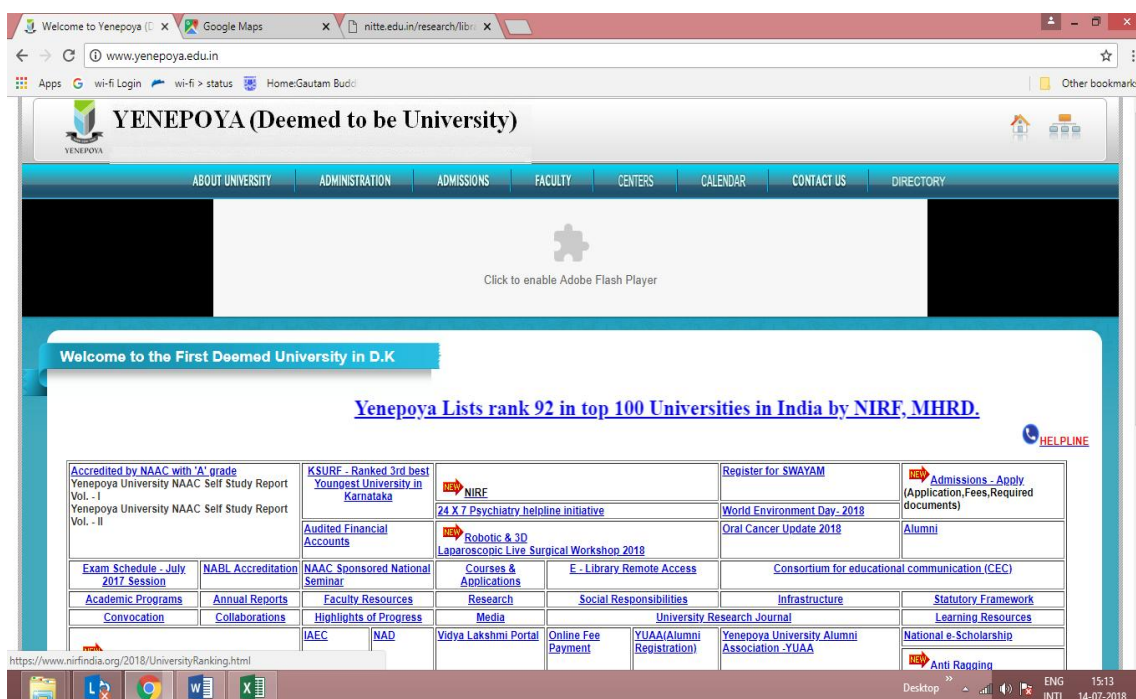 Welcome to Yenepoya (D
Google Maps
nitte.edu.in/research/libr
www.yenepoya.edu.in
Apps
wi-fi Login
wi-fi > status
Home:Gautam Budd
Other bookmark
YENEPOYA
YENEPOYA (Deemed to be University)
ABOUT UNIVERSITY ADMINISTRATION ADMISSIONS FACULTY CENTERS CALENDAR CONTACT US DIRECTORY
Click to enable Adobe Flash Player
Welcome to the First Deemed University in D.K
Yenepoya Lists rank 92 in top 100 Universities in India by NIRF, MHRD.
HELPLINE
Accredited by NAAC with 'A' grade
Yenepoya University NAAC Self Study Report
Vol. - I
Yenepoya University NAAC Self Study Report
Vol. - II
KSURF - Ranked 3rd best
Youngest University in
Karnataka
NEW NIRF
Register for SWAYAM
NEW Admissions - Apply
(Application,Fees,Required
documents)
24 X 7 Psychiatry helpline initiative
World Environment Day- 2018
Audited Financial
Accounts
NEW Robotic & 3D
Laparoscopic Live Surgical Workshop 2018
Oral Cancer Update 2018
Alumni
Exam Schedule - July
2017 Session
NABL Accreditation
NAAC Sponsored National
Seminar
Courses &
Applications
E - Library Remote Access
Consortium for educational communication (CEC)
Academic Programs
Annual Reports
Faculty Resources
Research
Social Responsibilities
Infrastructure
Statutory Framework
Convocation
Collaborations
Highlights of Progress
Media
University Research Journal
Learning Resources
NEW
IAEC
NAD
Vidya Lakshmi Portal
Online Fee
Payment
YUAA(Alumni
Registration)
Yenepoya University Alumni
Association -YUAA
National e-Scholarship
NEW Anti Ragging
https://www.nirfindia.org/2018/UniversityRanking.html
Desktop
ENG
INTL
15:13
14-07-2018